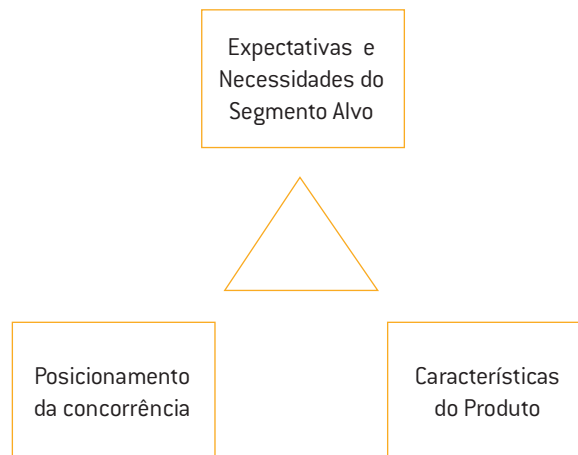 Expectativas e
Necessidades do
Segmento Alvo
Posicionamento
da concorrência
Características
do Produto